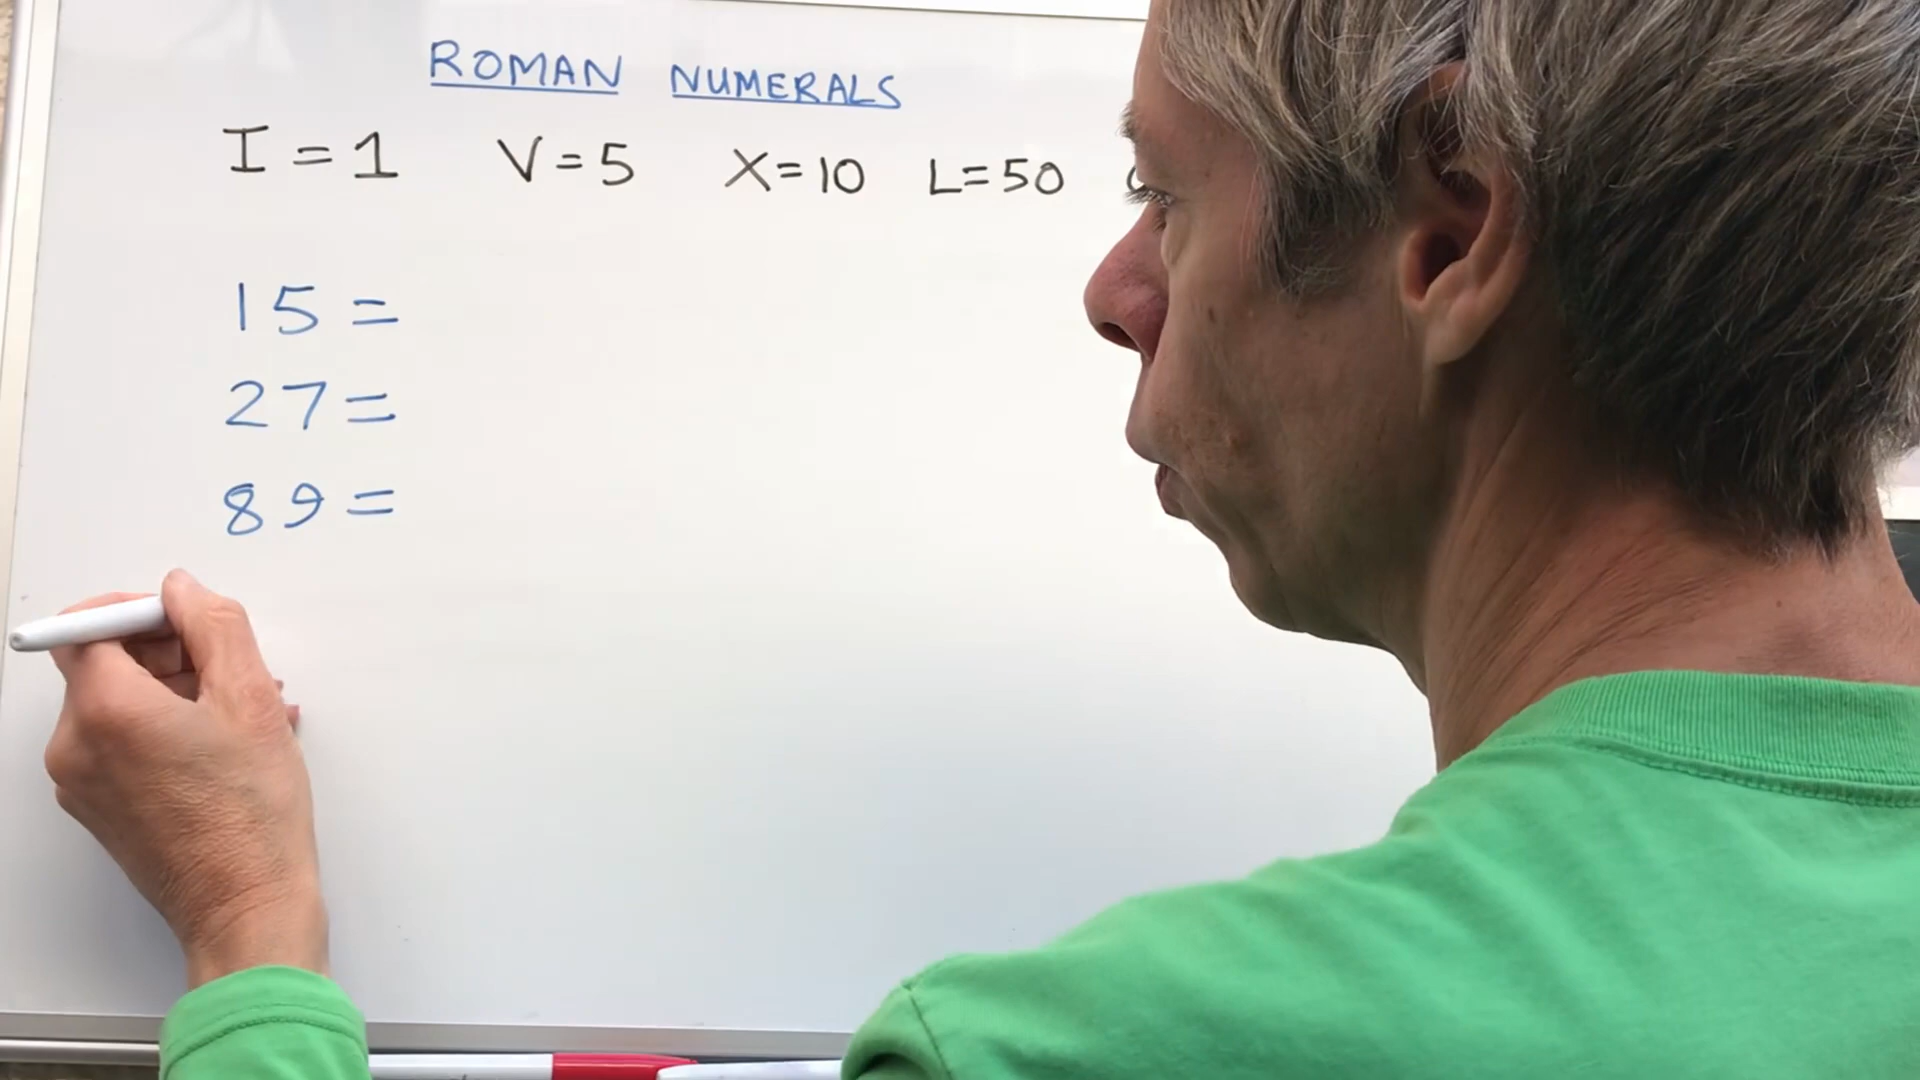 ROMAN NUMERALS
I = 1 V = 5 X = 10 L = 50
15 =
27 =
89 =